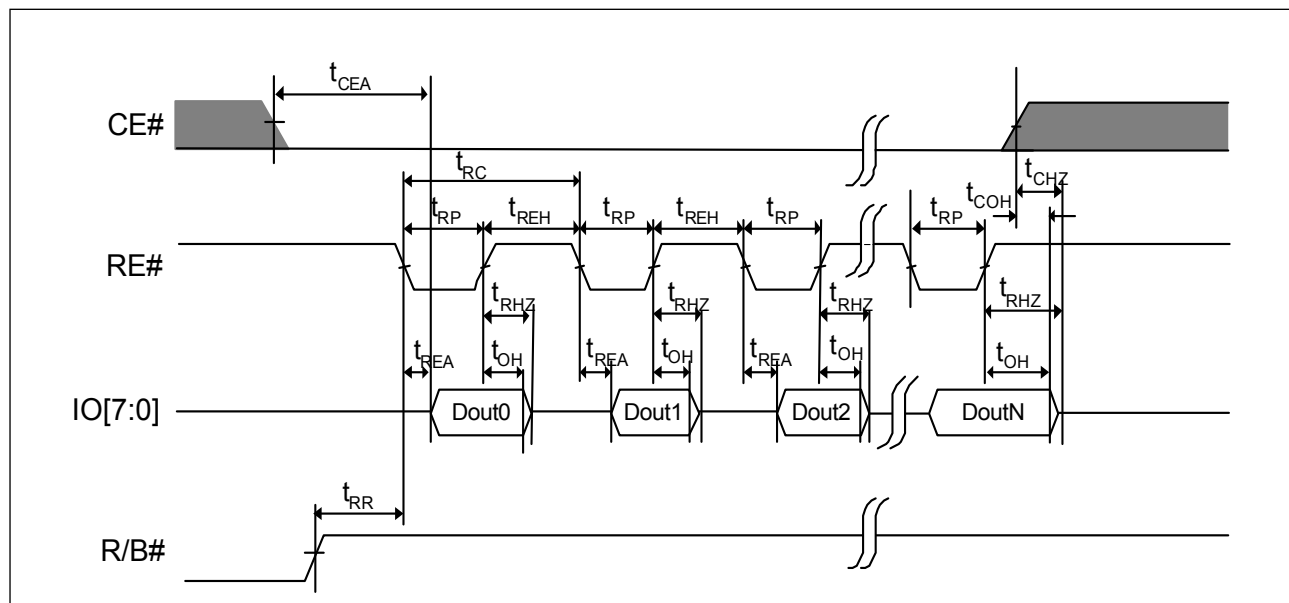 tCEA
CE#
tRC
tCHZ
tCOH
tRP tREH tRP tREH tRP tRP
RE#
tRHZ tRHZ tRHZ tRHZ
tREA tOH tREA tOH tREA tOH tOH
IO[7:0] Dout0 Dout1 Dout2 DoutN
tRR
R/B#